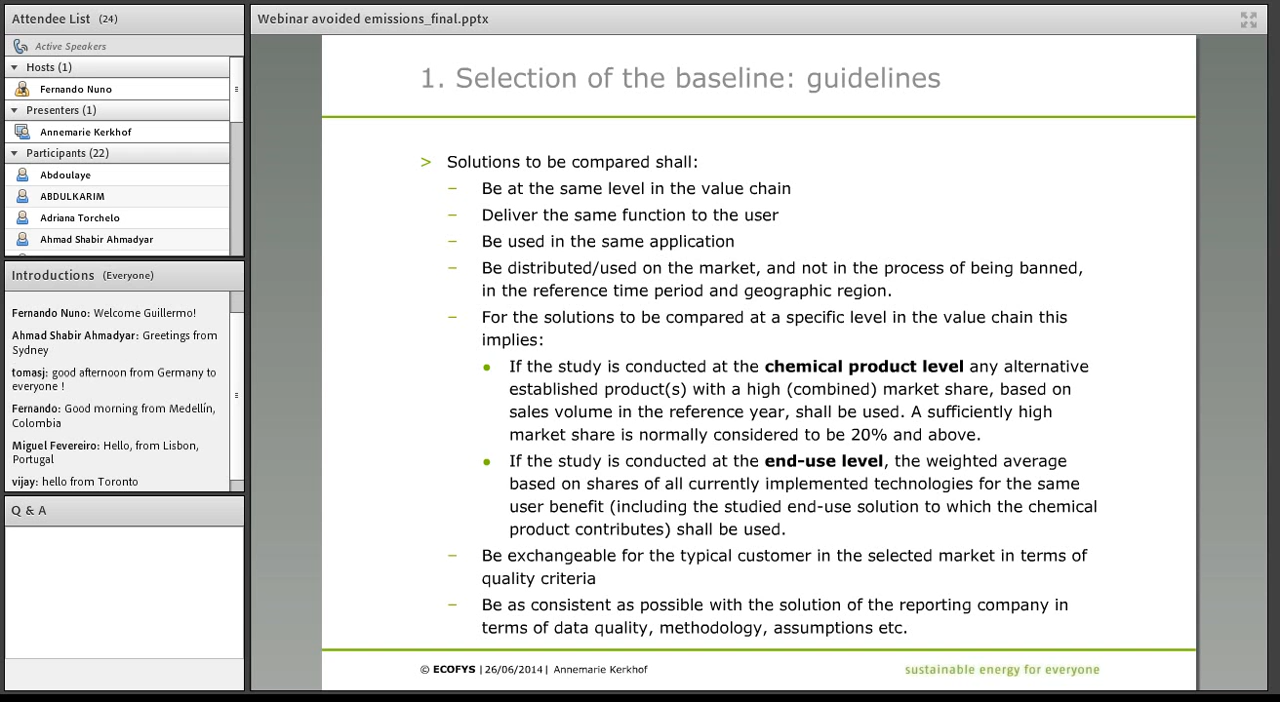 Attendee List (24)
Active Speakers
Hosts (1)
Fernando Nuno
Presenters (1)
Annemarie Kerkhof
Participants (22)
Abdoulaye
ABDULKARIM
Adriana Torchelo
Ahmad Shabir Ahmadyar
Introductions (Everyone)
Fernando Nuno: Welcome Guillermo!
Ahmad Shabir Ahmadyar: Greetings from
Sydney
tomasj: good afternoon from Germany to
everyone !
Fernando: Good morning from Medellín,
Colombia
Miguel Fevereiro: Hello, from Lisbon,
Portugal
vijay: hello from Toronto
Q & A
Webinar avoided emissions_final.pptx
1. Selection of the baseline: guidelines
> Solutions to be compared shall:
– Be at the same level in the value chain
– Deliver the same function to the user
– Be used in the same application
– Be distributed/used on the market, and not in the process of being banned,
in the reference time period and geographic region.
– For the solutions to be compared at a specific level in the value chain this
implies:
• If the study is conducted at the chemical product level any alternative
established product(s) with a high (combined) market share, based on
sales volume in the reference year, shall be used. A sufficiently high
market share is normally considered to be 20% and above.
• If the study is conducted at the end-use level, the weighted average
based on shares of all currently implemented technologies for the same
user benefit (including the studied end-use solution to which the chemical
product contributes) shall be used.
– Be exchangeable for the typical customer in the selected market in terms of
quality criteria
– Be as consistent as possible with the solution of the reporting company in
terms of data quality, methodology, assumptions etc.
© ECOFYS | 26/06/2014 | Annemarie Kerkhof
sustainable energy for everyone